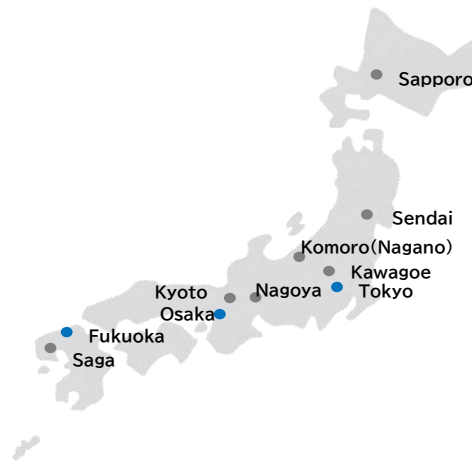 Sapporo
Sendai
Komoro(Nagano)
Kawagoe
Kyoto
Nagoya
Tokyo
Osaka
Fukuoka
Saga